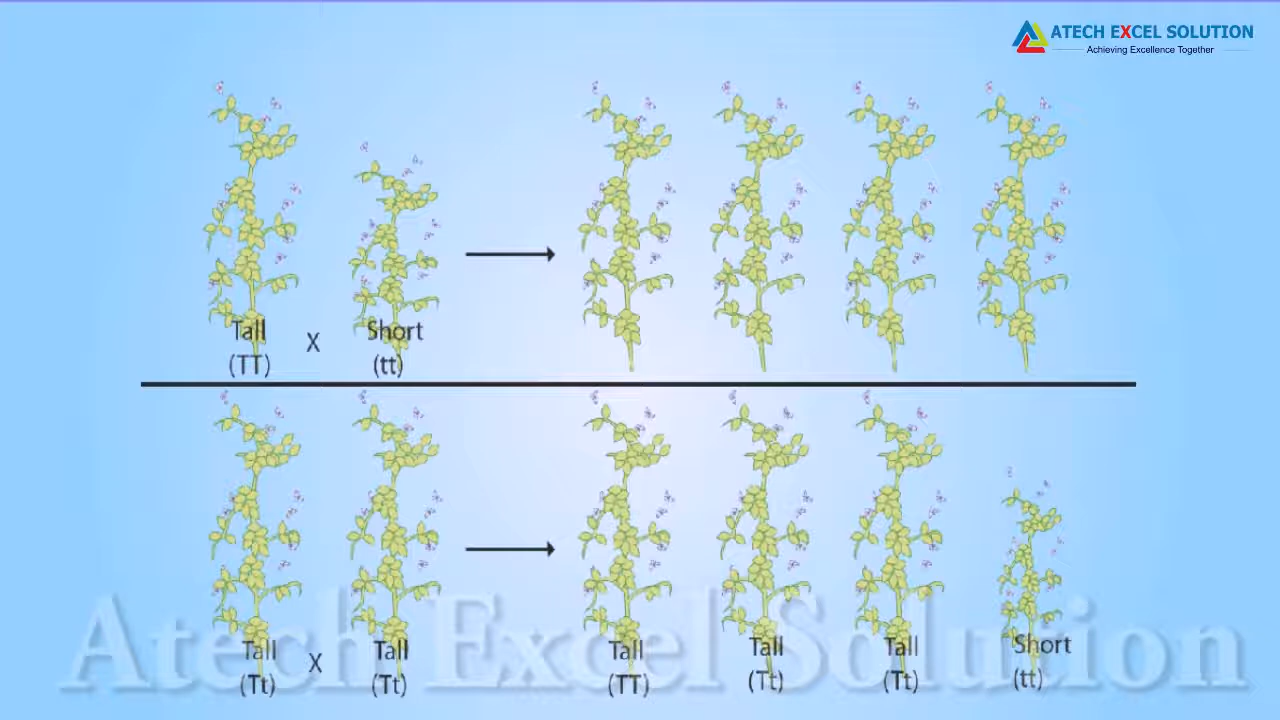 ATECH EXCEL SOLUTION
Achieving Excellence Together
Tall X Short
(TT) (tt)
Tall X Tall Tall Tall Tall Short
(Tt) (Tt) (TT) (Tt) (Tt) (tt)
Atech Excel Solution